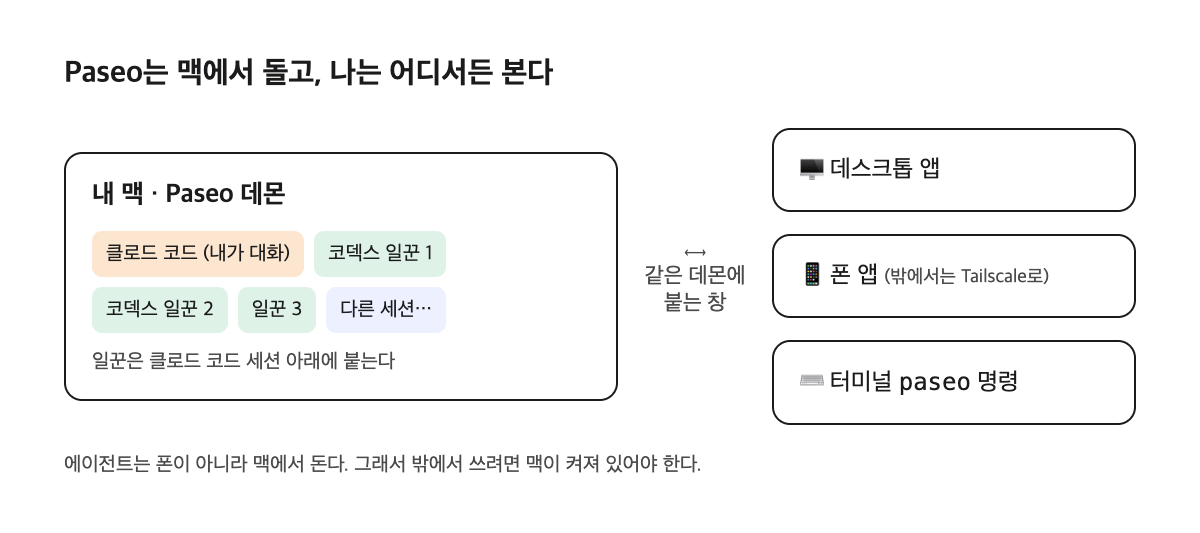 Paseo는 맥에서 돌고, 나는 어디서든 본다
내 맥 · Paseo 데몬
클로드 코드 (내가 대화)
코덱스 일꾼 1
코덱스 일꾼 2
일꾼 3
다른 세션…
일꾼은 클로드 코드 세션 아래에 붙는다
↔
같은 데몬에
붙는 창
🖥️ 데스크톱 앱
📱 폰 앱 (밖에서는 Tailscale로)
⌨️ 터미널 paseo 명령
에이전트는 폰이 아니라 맥에서 돈다. 그래서 밖에서 쓰려면 맥이 켜져 있어야 한다.